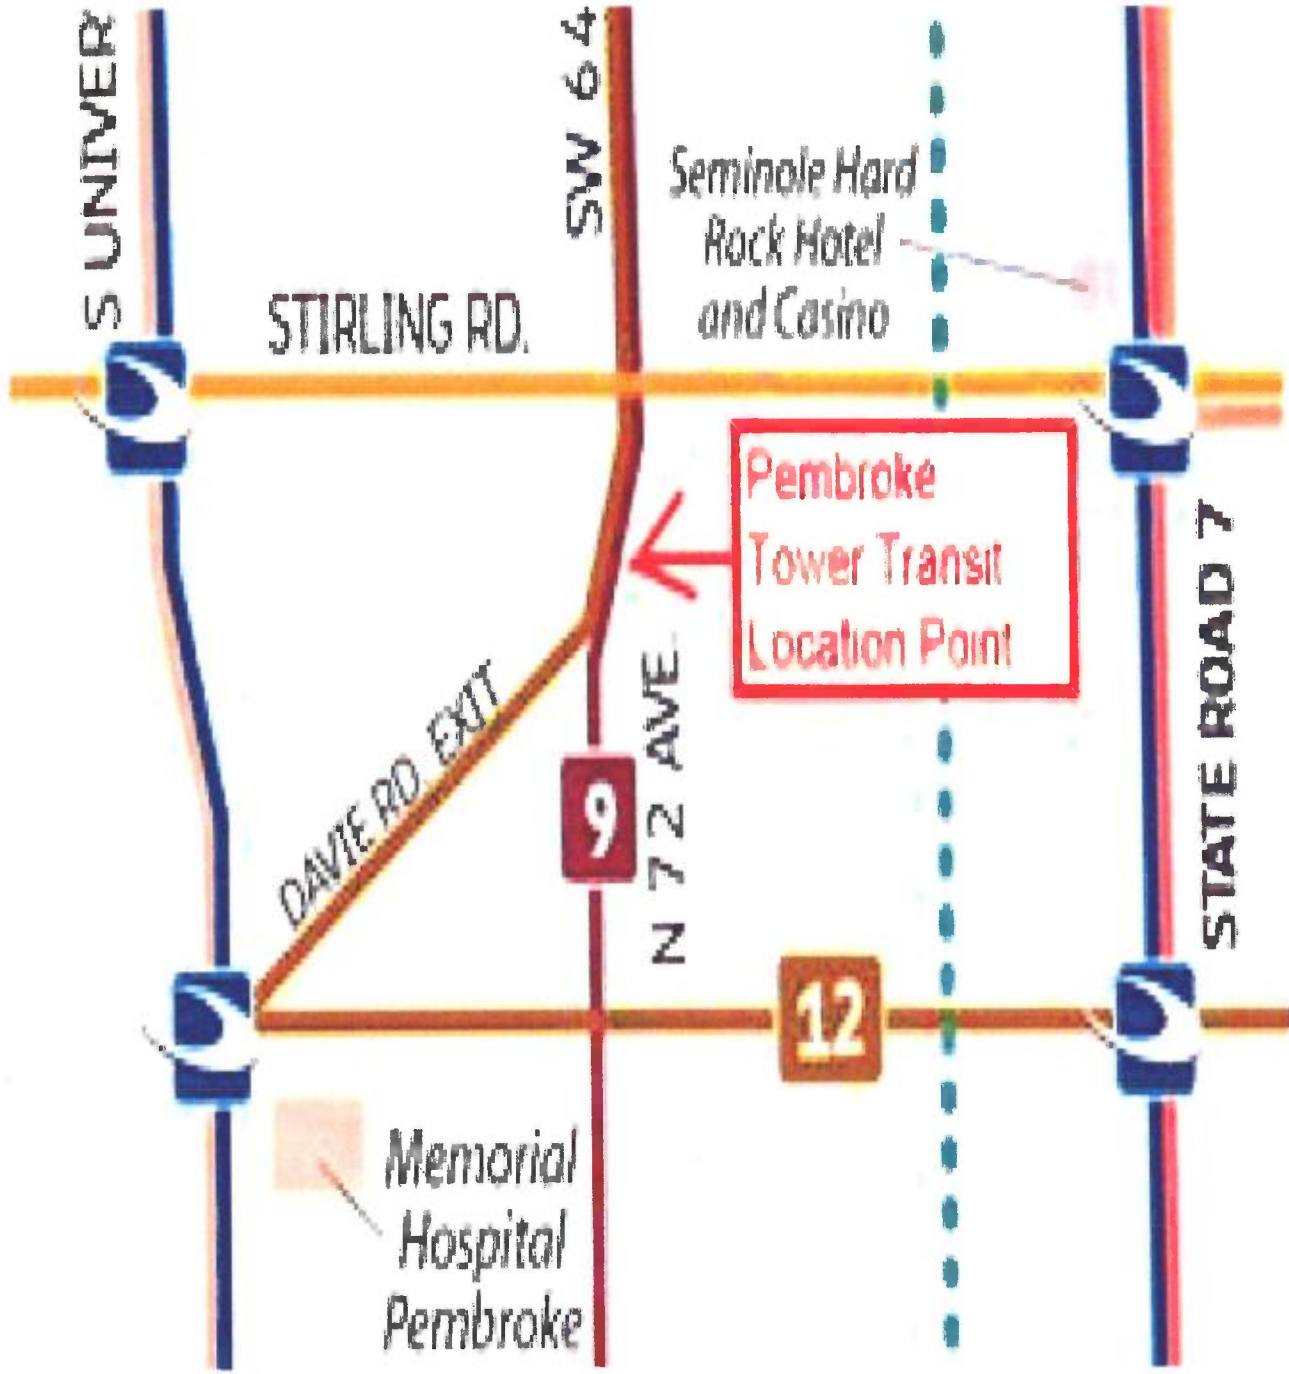 S UNIVER
SW 64
Seminole Hard
Rock Hotel
and Casino
STIRLING RD.
Pembroke
Tower Transit
Location Point
STATE ROAD 7
DAVIE RD. EXIT
N 72 AVE.
9
12
Memorial
Hospital
Pembroke